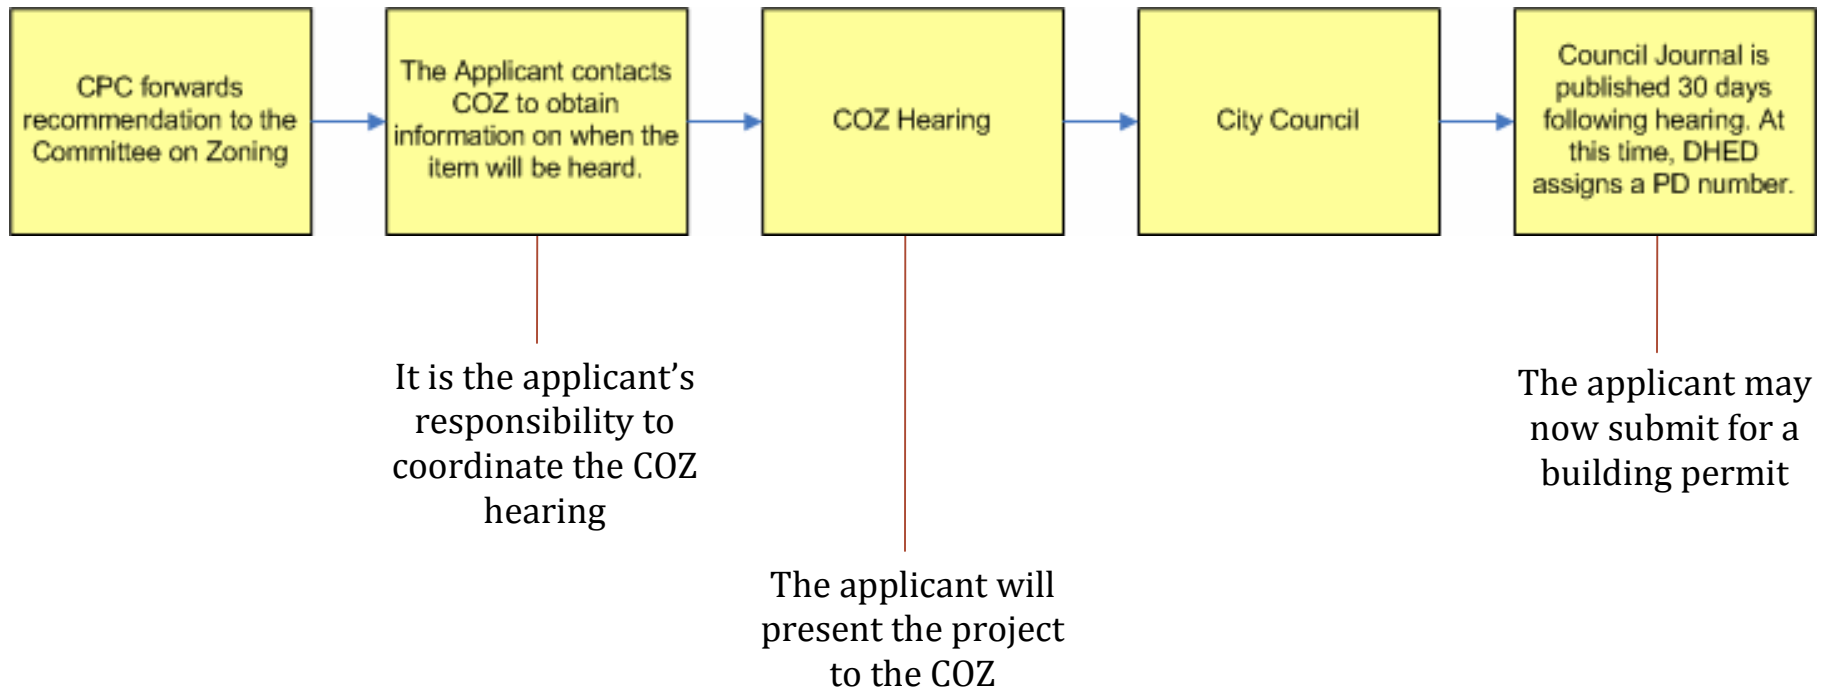 CPC forwards
recommendation to the
Committee on Zoning
The Applicant contacts
COZ to obtain
information on when the
item will be heard.
COZ Hearing
City Council
Council Journal is
published 30 days
following hearing. At
this time, DHED
assigns a PD number.
It is the applicant’s
responsibility to
coordinate the COZ
hearing
The applicant will
present the project
to the COZ
The applicant may
now submit for a
building permit